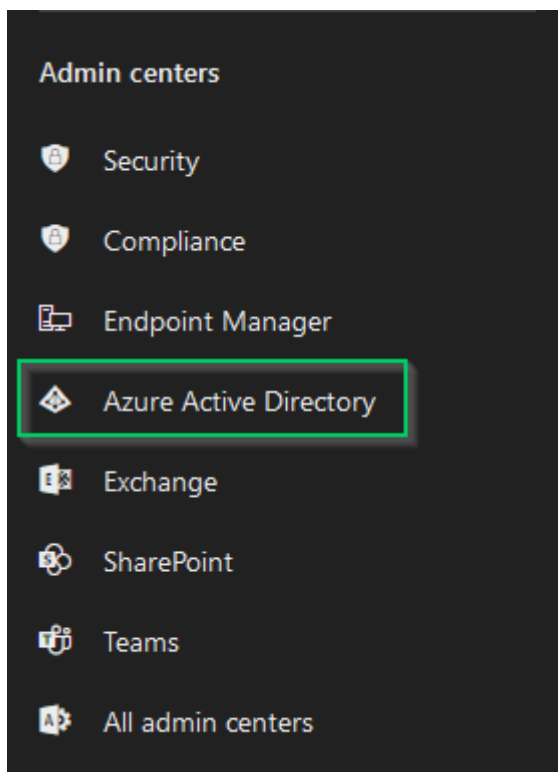 Admin centers
Security
Compliance
Endpoint Manager
Azure Active Directory
Exchange
SharePoint
Teams
All admin centers